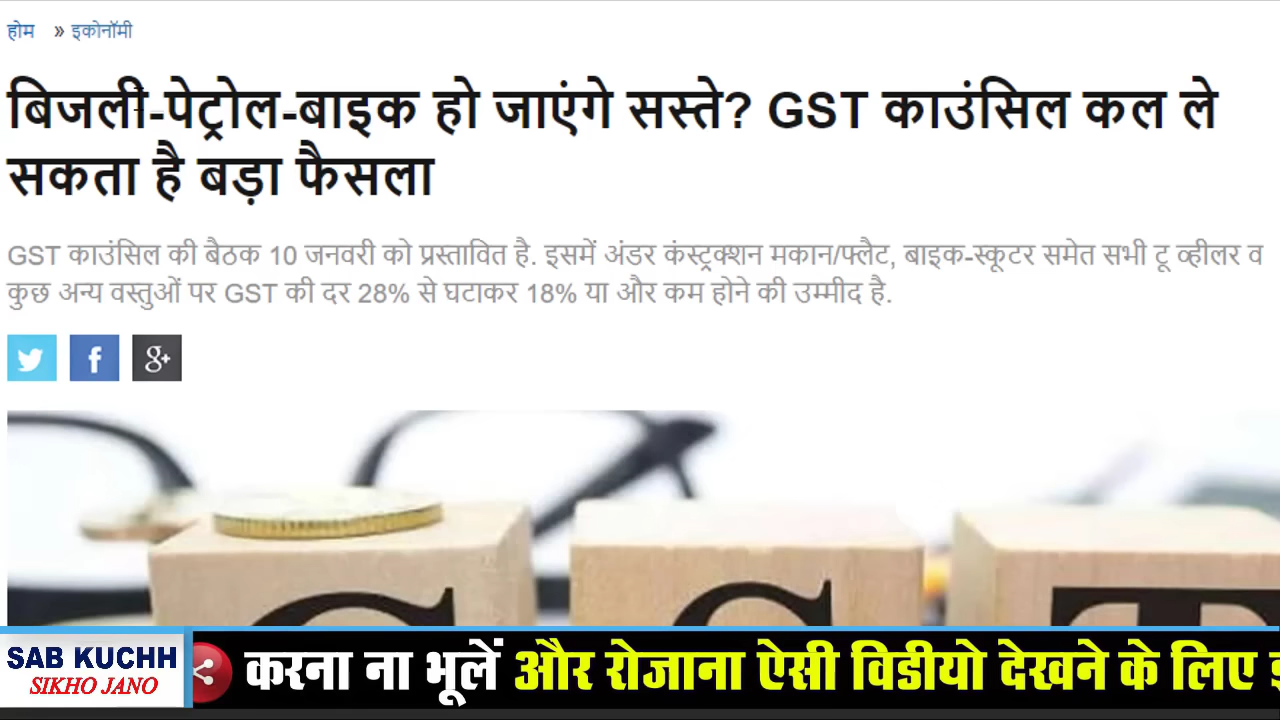 होम » इकोनॉमी
बिजली-पेट्रोल-बाइक हो जाएंगे सस्ते? GST काउंसिल कल ले
सकता है बड़ा फैसला
GST काउंसिल की बैठक 10 जनवरी को प्रस्तावित है. इसमें अंडर कंस्ट्रक्शन मकान/फ्लैट, बाइक-स्कूटर समेत सभी टू व्हीलर व
कुछ अन्य वस्तुओं पर GST की दर 28% से घटाकर 18% या और कम होने की उम्मीद है.
G S T
SAB KUCHH
SIKHO JANO
करना ना भूलें और रोजाना ऐसी विडीयो देखने के लिए